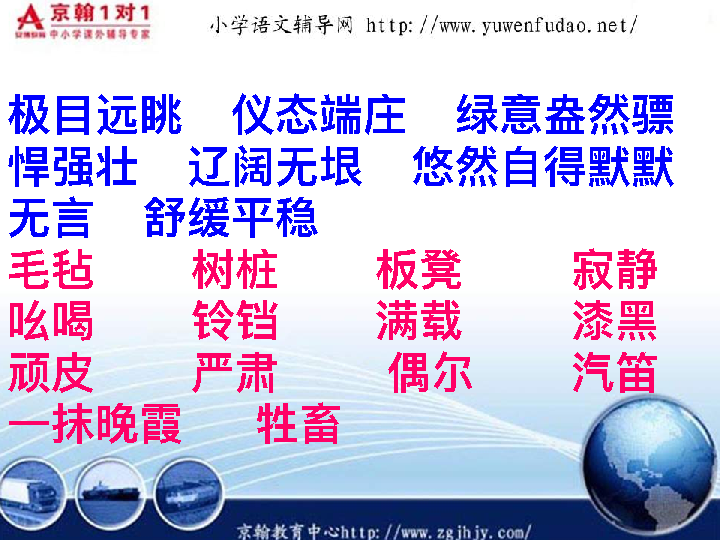 京翰1对1
中小学课外辅导专家
小学语文辅导网 http://www.yuwenfudao.net/
极目远眺 仪态端庄 绿意盎然骠
悍强壮 辽阔无垠 悠然自得默默
无言 舒缓平稳
毛毡 树桩 板凳 寂静
吆喝 铃铛 满载 漆黑
顽皮 严肃 偶尔 汽笛
一抹晚霞 牲畜
京翰教育中心http://www.zgjhjy.com/